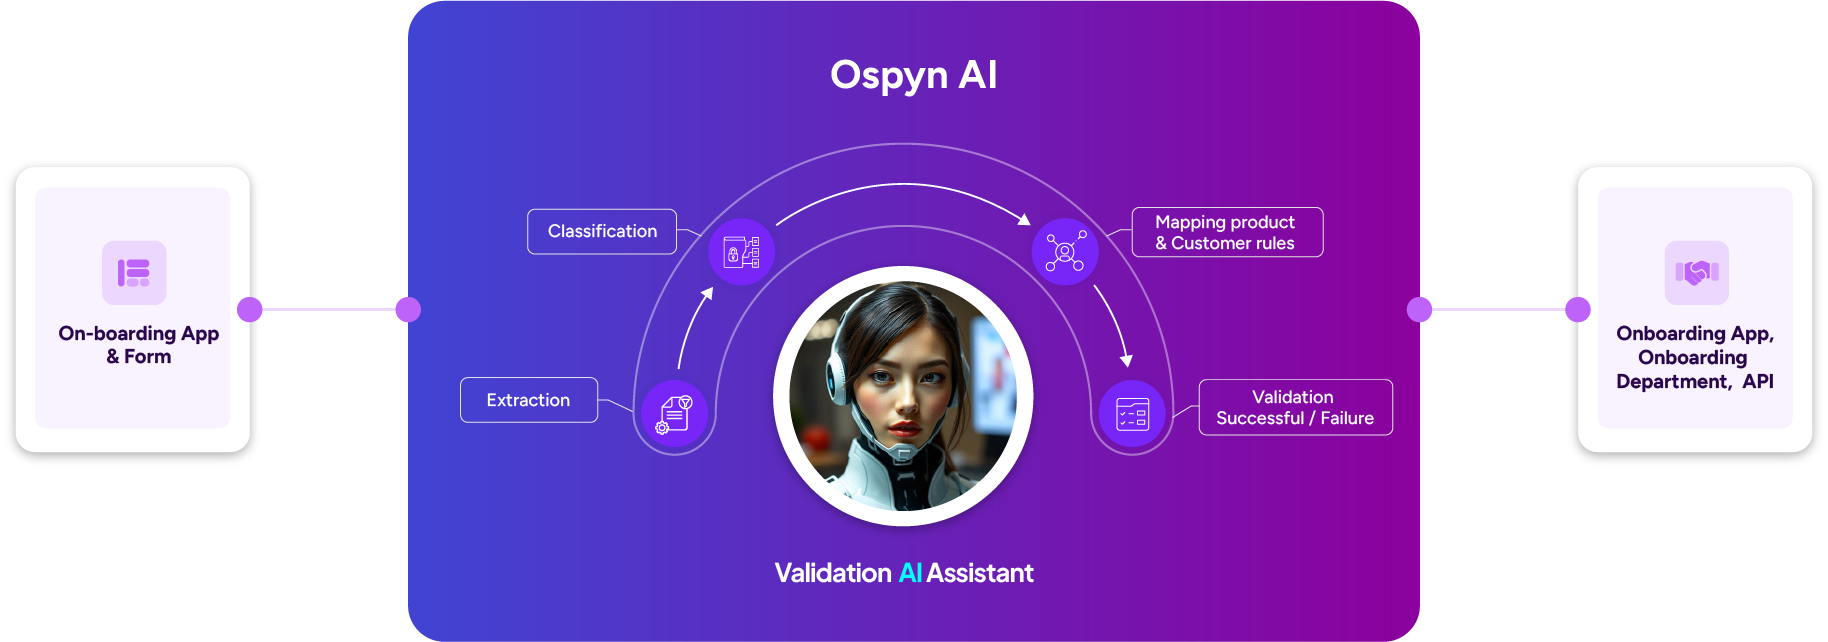 Ospyn AI
On-boarding App
& Form
Classification
Extraction
Mapping product
& Customer rules
Validation
Successful / Failure
Validation AI Assistant
Onboarding App,
Onboarding
Department, API